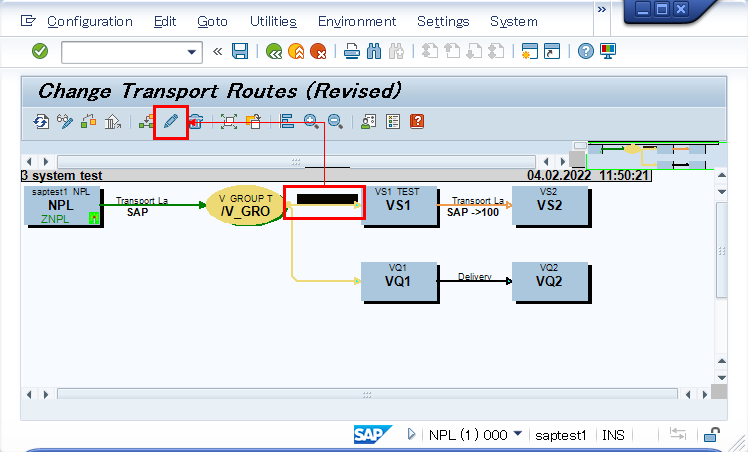 Configuration Edit Goto Utilities Environment Settings System »
«
Change Transport Routes (Revised)
3 system test 04.02.2022 11:50:21
saptest1 NPL
NPL
ZNPL
Transport La
SAP
V_GROUP T
/V_GRO
VS1 TEST
VS1
Transport La
SAP ->100
VS2
VS2
VQ1
VQ1
Delivery
VQ2
VQ2
SAP NPL (1) 000 saptest1 INS